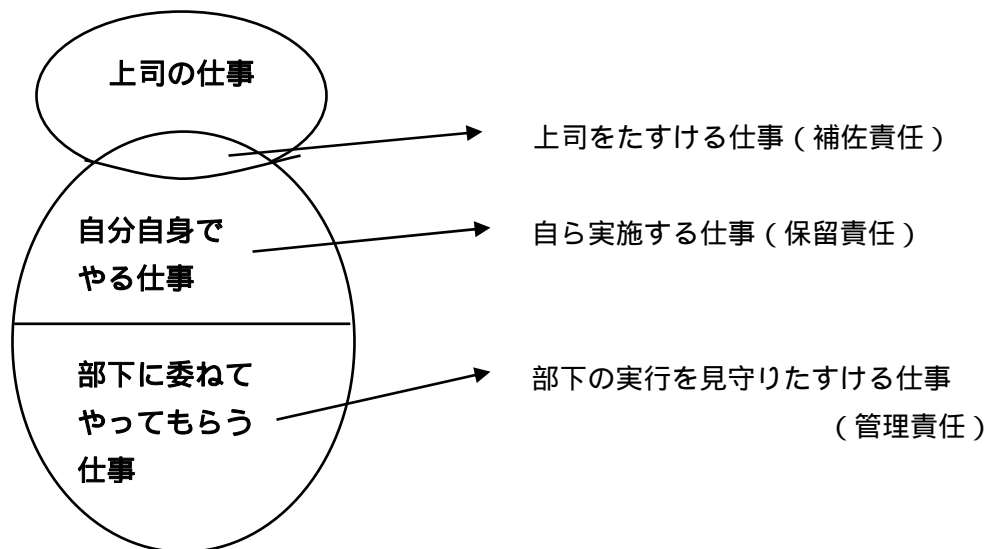 上司の仕事
上司をたすける仕事（補佐責任）
自分自身で
やる仕事
自ら実施する仕事（保留責任）
部下に委ねて
やってもらう
仕事
部下の実行を見守りたすける仕事
（管理責任）